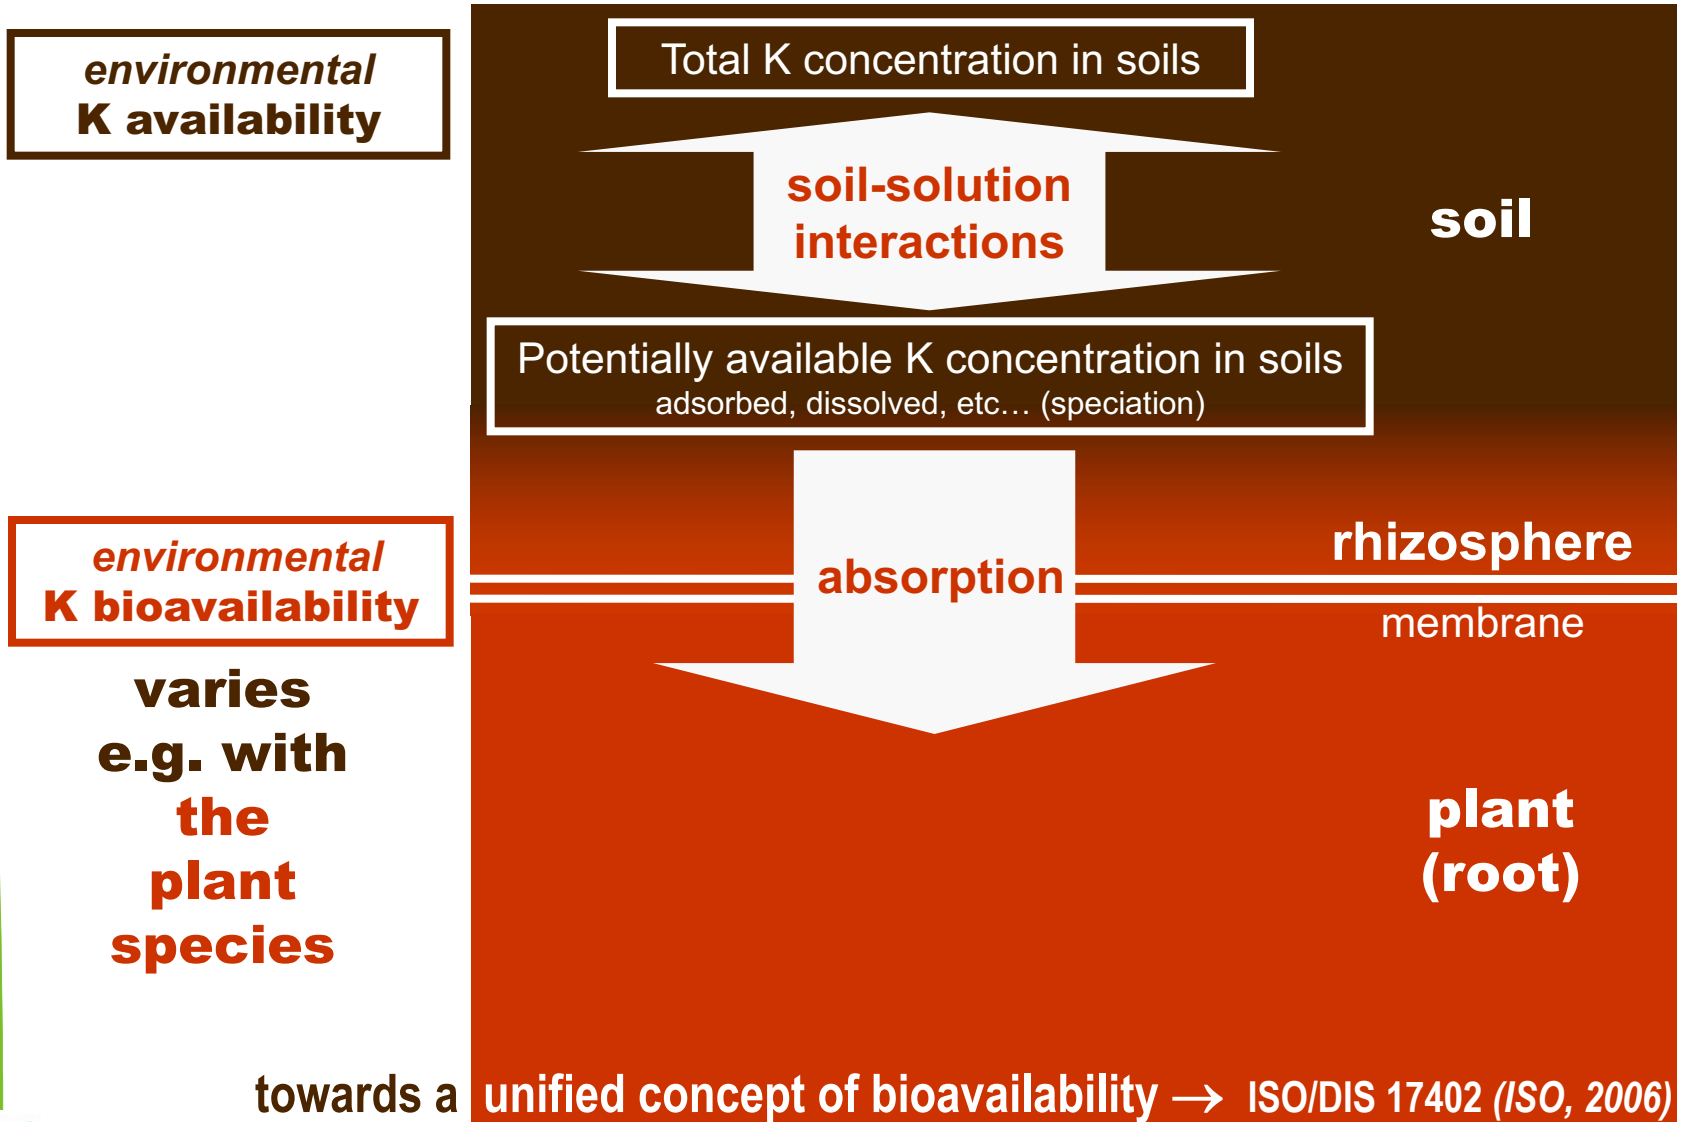 environmental
K availability
Total K concentration in soils
soil-solution
interactions
soil
Potentially available K concentration in soils
adsorbed, dissolved, etc… (speciation)
environmental
K bioavailability
absorption
rhizosphere
membrane
varies
e.g. with
the
plant
species
plant
(root)
towards a unified concept of bioavailability → ISO/DIS 17402 (ISO, 2006)